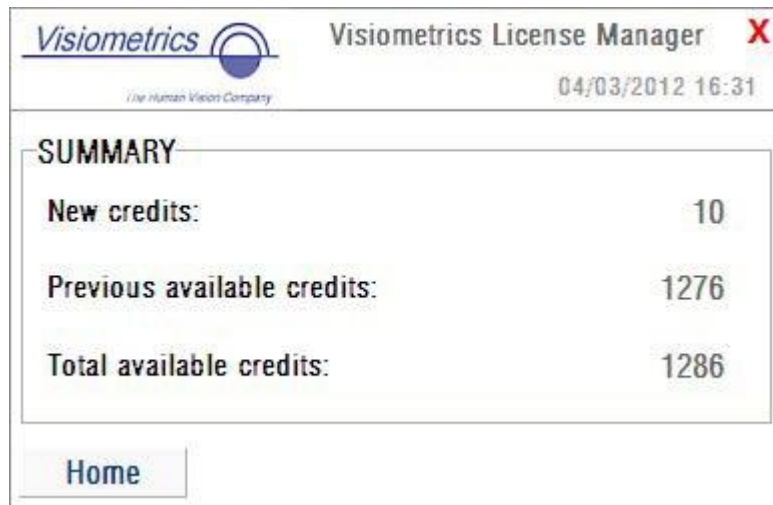 Visiometrics
The Human Vision Company
Visiometrics License Manager
X
04/03/2012 16:31
SUMMARY
New credits: 10
Previous available credits: 1276
Total available credits: 1286
Home